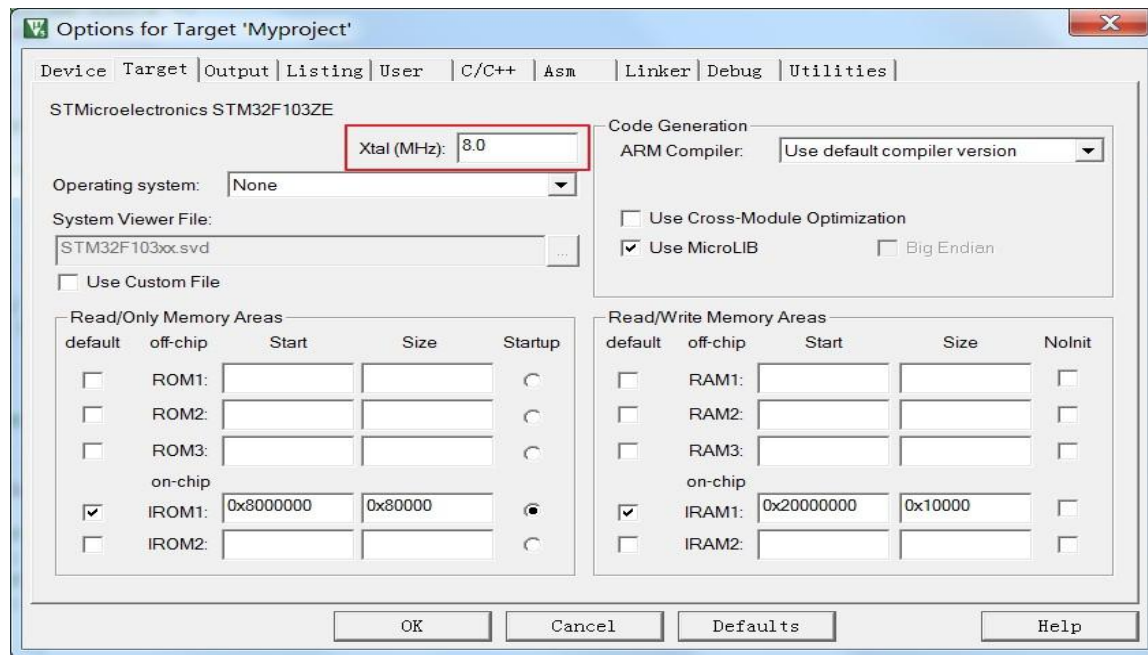 Options for Target 'Myproject'
Device Target Output Listing User C/C++ Asm Linker Debug Utilities
STMicroelectronics STM32F103ZE
Xtal (MHz): 8.0
Operating system: None
System Viewer File:
STM32F103xx.svd ...
Use Custom File
Code Generation
ARM Compiler: Use default compiler version
Use Cross-Module Optimization
Use MicroLIB Big Endian
Read/Only Memory Areas
default off-chip Start Size Startup
ROM1:
ROM2:
ROM3:
on-chip
IROM1: 0x8000000 0x80000
IROM2:
Read/Write Memory Areas
default off-chip Start Size NoInit
RAM1:
RAM2:
RAM3:
on-chip
IRAM1: 0x20000000 0x10000
IRAM2:
OK Cancel Defaults Help